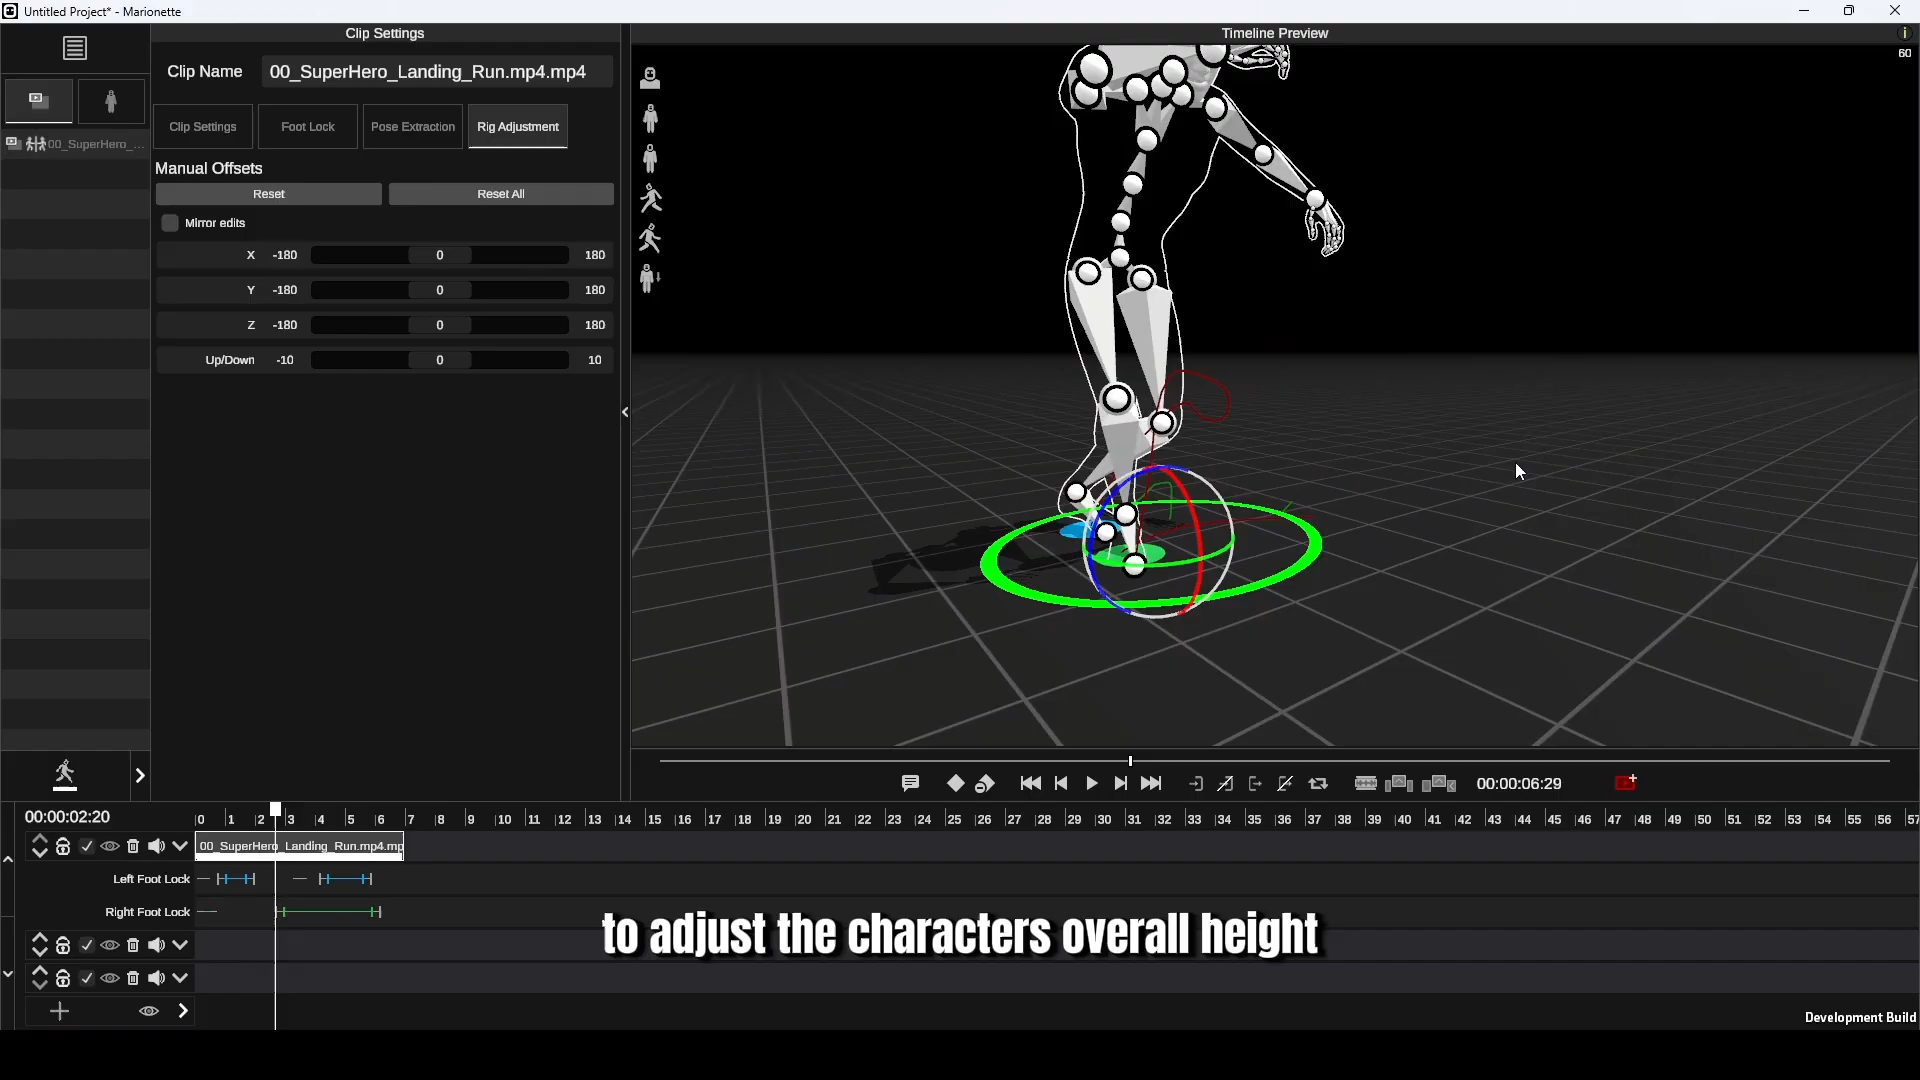 Untitled Project* - Marionette
Clip Settings
Timeline Preview
i
60
Clip Name 00_SuperHero_Landing_Run.mp4.mp4
Clip Settings Foot Lock Pose Extraction Rig Adjustment
00_SuperHero_...
Manual Offsets
Reset Reset All
Mirror edits
X -180 0 180
Y -180 0 180
Z -180 0 180
Up/Down -10 0 10
00:00:06:29
00:00:02:20
0 1 2 3 4 5 6 7 8 9 10 11 12 13 14 15 16 17 18 19 20 21 22 23 24 25 26 27 28 29 30 31 32 33 34 35 36 37 38 39 40 41 42 43 44 45 46 47 48 49 50 51 52 53 54 55 56 57
00_SuperHero_Landing_Run.mp4.mp
Left Foot Lock
Right Foot Lock
to adjust the characters overall height
Development Build